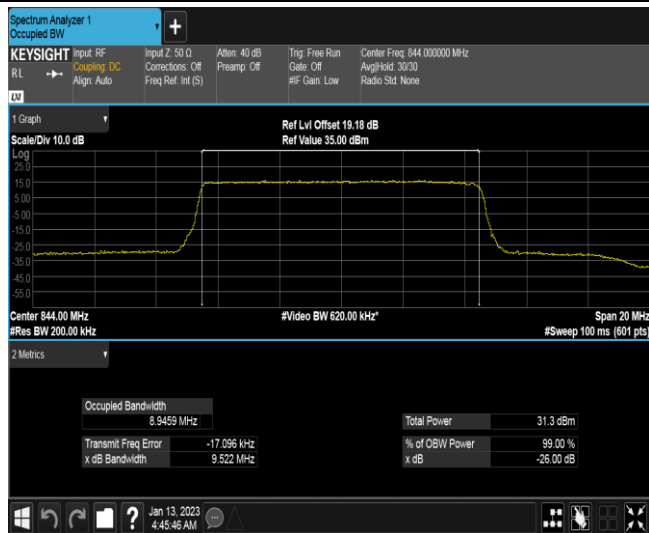 Spectrum Analyzer 1
Occupied BW
+
KEYSIGHT
RL
Input: RF
Coupling: DC
Align: Auto
Input Z: 50 Ω
Corrections: Off
Freq Ref: Int (S)
Atten: 40 dB
Preamp: Off
Trig: Free Run
Gate: Off
#IF Gain: Low
Center Freq: 844.000000 MHz
Avg|Hold: 30/30
Radio Std: None
1 Graph
Scale/Div 10.0 dB
Ref Lvl Offset 19.18 dB
Ref Value 35.00 dBm
Log
25.0
15.0
5.00
-5.00
-15.0
-25.0
-35.0
-45.0
-55.0
Center 844.00 MHz
#Video BW 620.00 kHz*
Span 20 MHz
#Res BW 200.00 kHz
#Sweep 100 ms (601 pts)
2 Metrics
Occupied Bandwidth
8.9459 MHz
Total Power 31.3 dBm
Transmit Freq Error -17.096 kHz
% of OBW Power 99.00 %
x dB Bandwidth 9.522 MHz
x dB -26.00 dB
?
Jan 13, 2023
4:45:46 AM